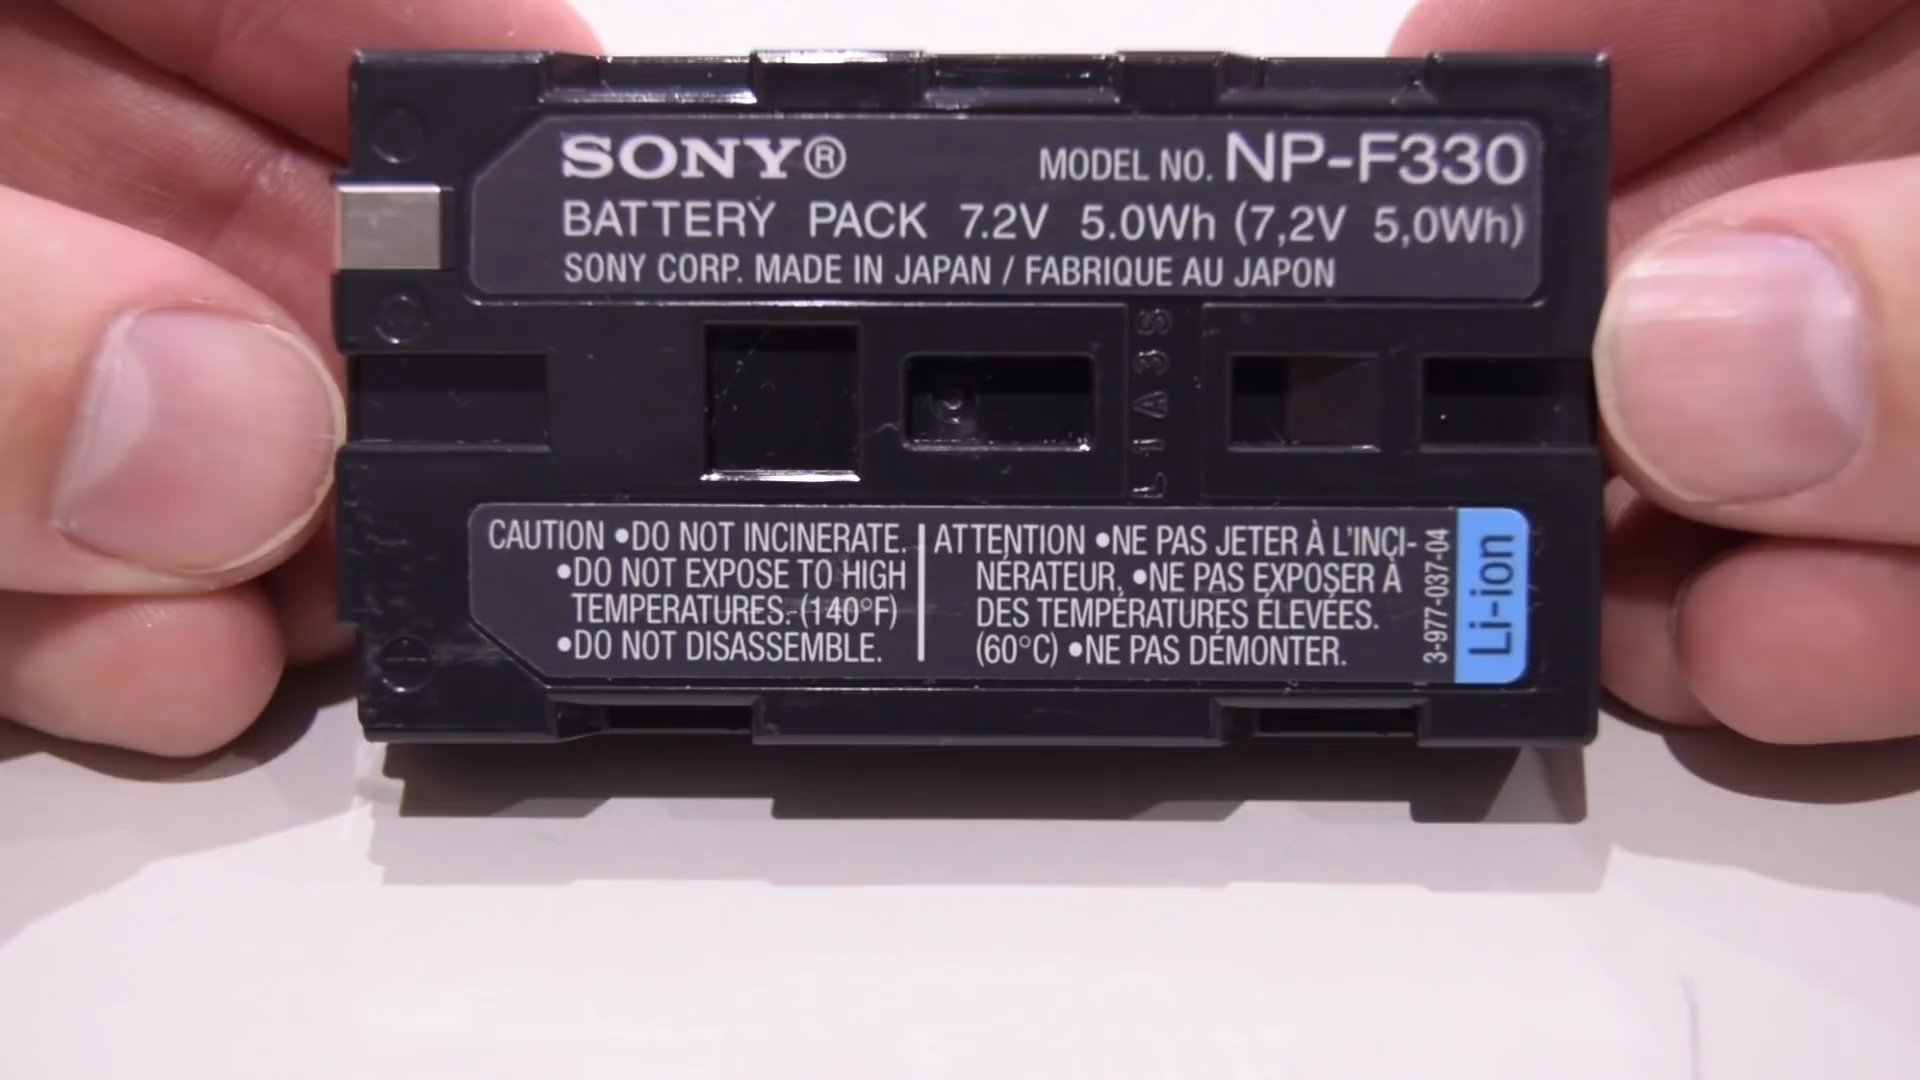 SONY® MODEL NO. NP-F330
BATTERY PACK 7.2V 5.0Wh (7,2V 5,0Wh)
SONY CORP. MADE IN JAPAN / FABRIQUE AU JAPON
L1A3S
CAUTION •DO NOT INCINERATE.
•DO NOT EXPOSE TO HIGH
TEMPERATURES. (140°F)
•DO NOT DISASSEMBLE.
ATTENTION •NE PAS JETER À L'INCI-
NÉRATEUR. •NE PAS EXPOSER À
DES TEMPÉRATURES ÉLEVÉES.
(60°C) •NE PAS DÉMONTER.
3-977-037-04
Li-ion